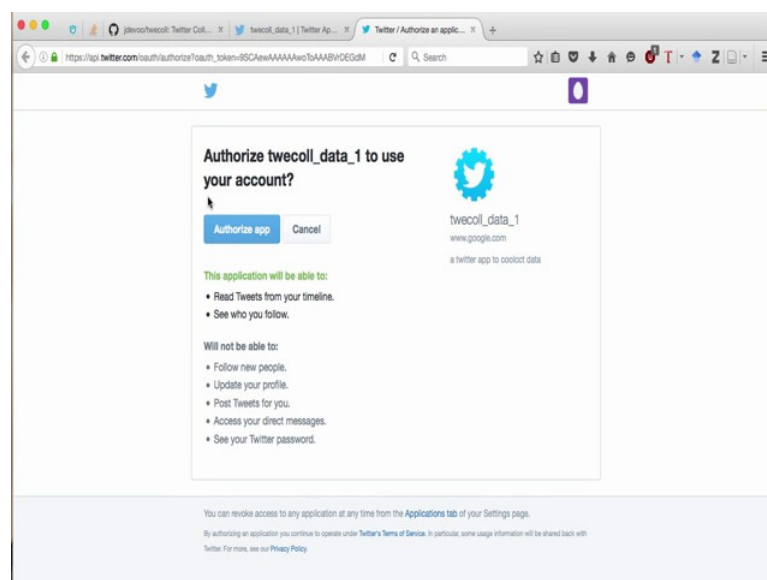 jdevoo/twecoll: Twitter Coll...
twecoll_data_1 | Twitter Ap...
Twitter / Authorize an applic...
https://api.twitter.com/oauth/authorize?oauth_token=9SCAewAAAAAAwoToAAABVrDEGdM
Search
Authorize twecoll_data_1 to use
your account?
Authorize app
Cancel
This application will be able to:
• Read Tweets from your timeline.
• See who you follow.
Will not be able to:
• Follow new people.
• Update your profile.
• Post Tweets for you.
• Access your direct messages.
• See your Twitter password.
twecoll_data_1
www.google.com
a twitter app to coolcct data
You can revoke access to any application at any time from the Applications tab of your Settings page.
By authorizing an application you continue to operate under Twitter's Terms of Service. In particular, some usage information will be shared back with
Twitter. For more, see our Privacy Policy.